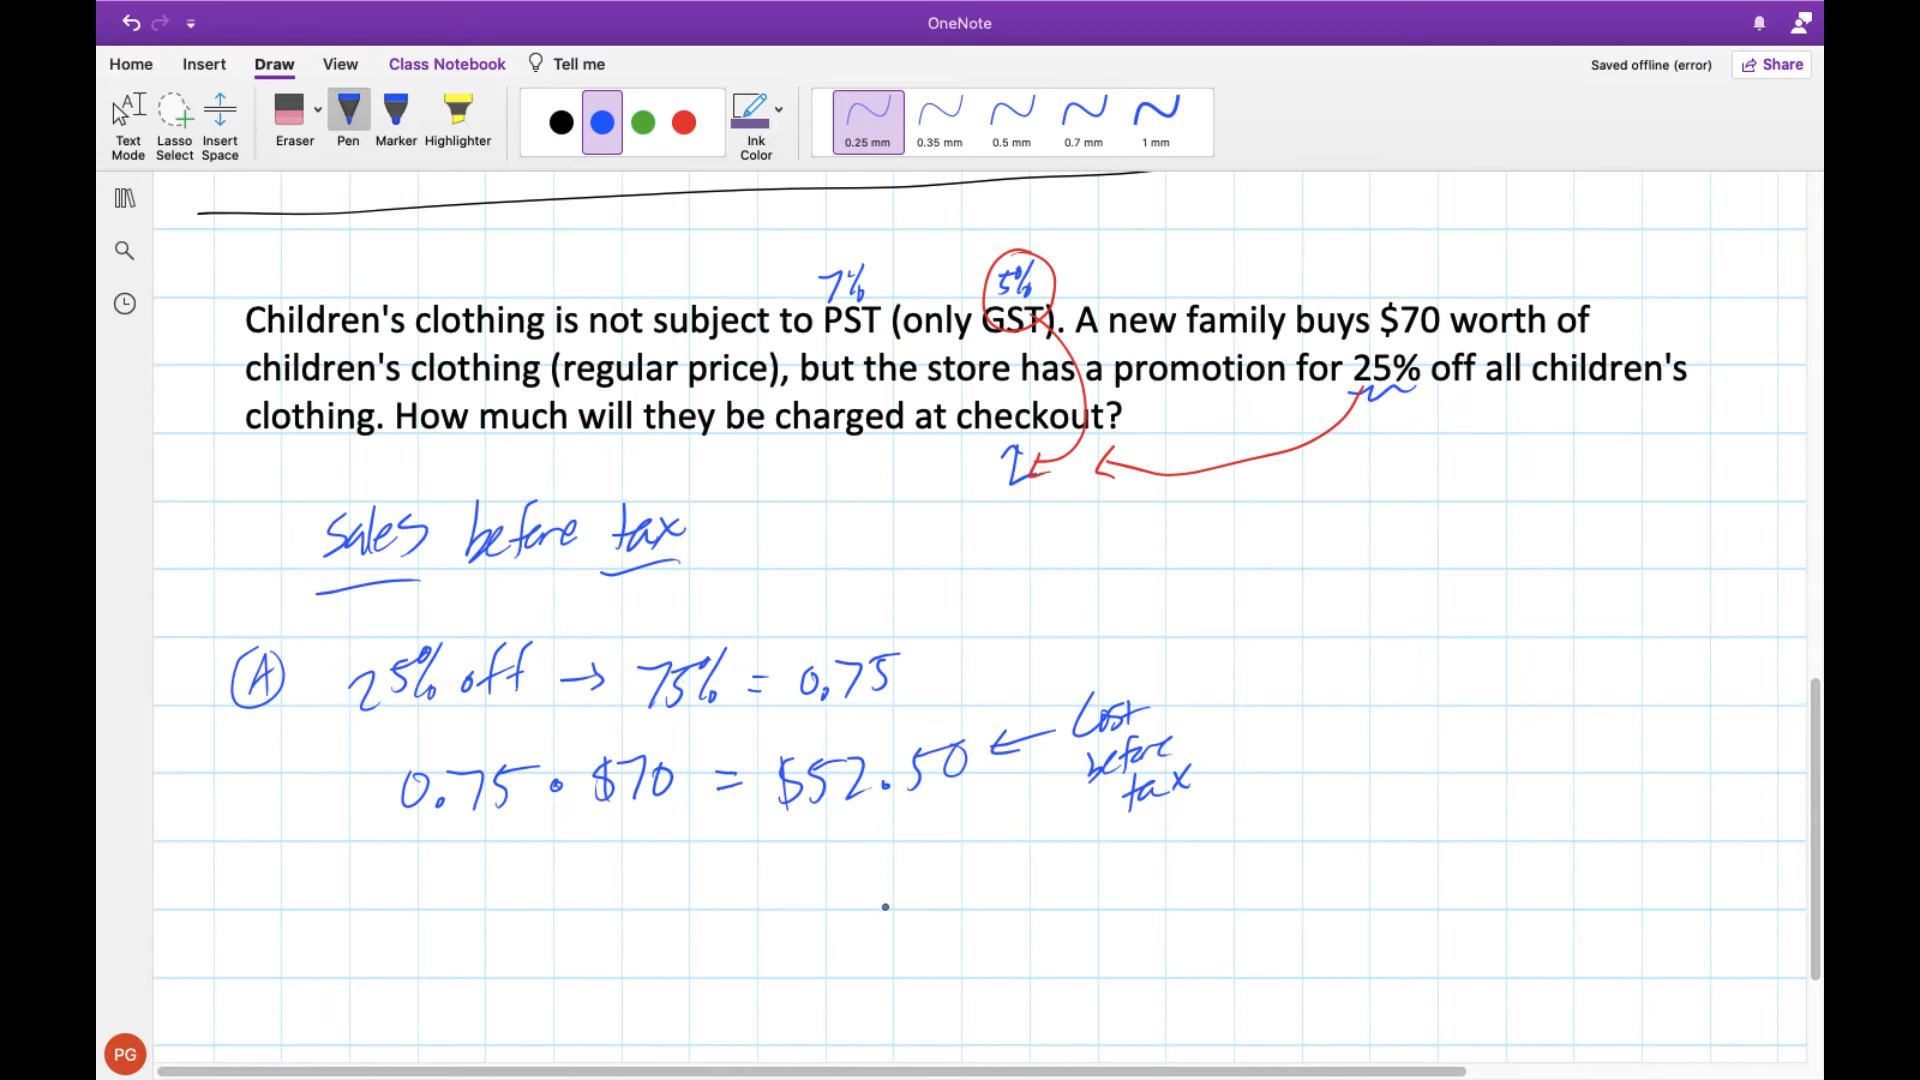 OneNote
Home Insert Draw View Class Notebook Tell me
Saved offline (error) Share
Text Mode
Lasso Select
Insert Space
Eraser
Pen
Marker
Highlighter
Ink Color
0.25 mm
0.35 mm
0.5 mm
0.7 mm
1 mm
7% 5%
Children's clothing is not subject to PST (only GST). A new family buys $70 worth of
children's clothing (regular price), but the store has a promotion for 25% off all children's
clothing. How much will they be charged at checkout?
sales before tax
(A) 25% off → 75% = 0.75
0.75 • $70 = $52.50 ← Cost
before
tax
PG